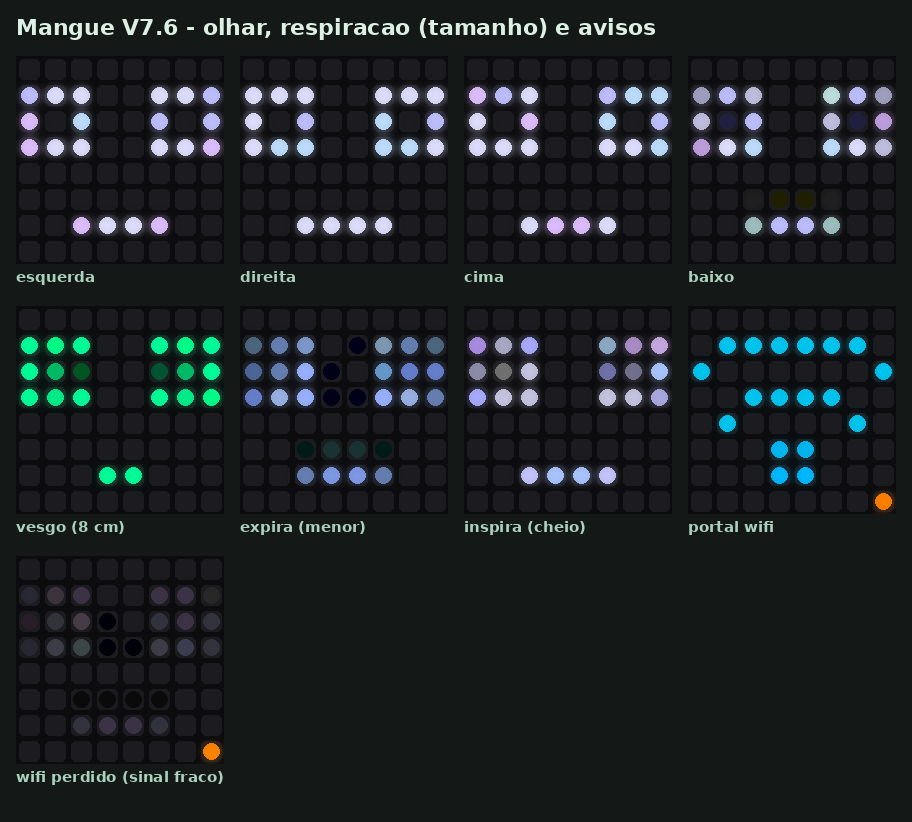 Mangue V7.6 - olhar, respiracao (tamanho) e avisos
esquerda
direita
cima
baixo
vesgo (8 cm)
expira (menor)
inspira (cheio)
portal wifi
wifi perdido (sinal fraco)